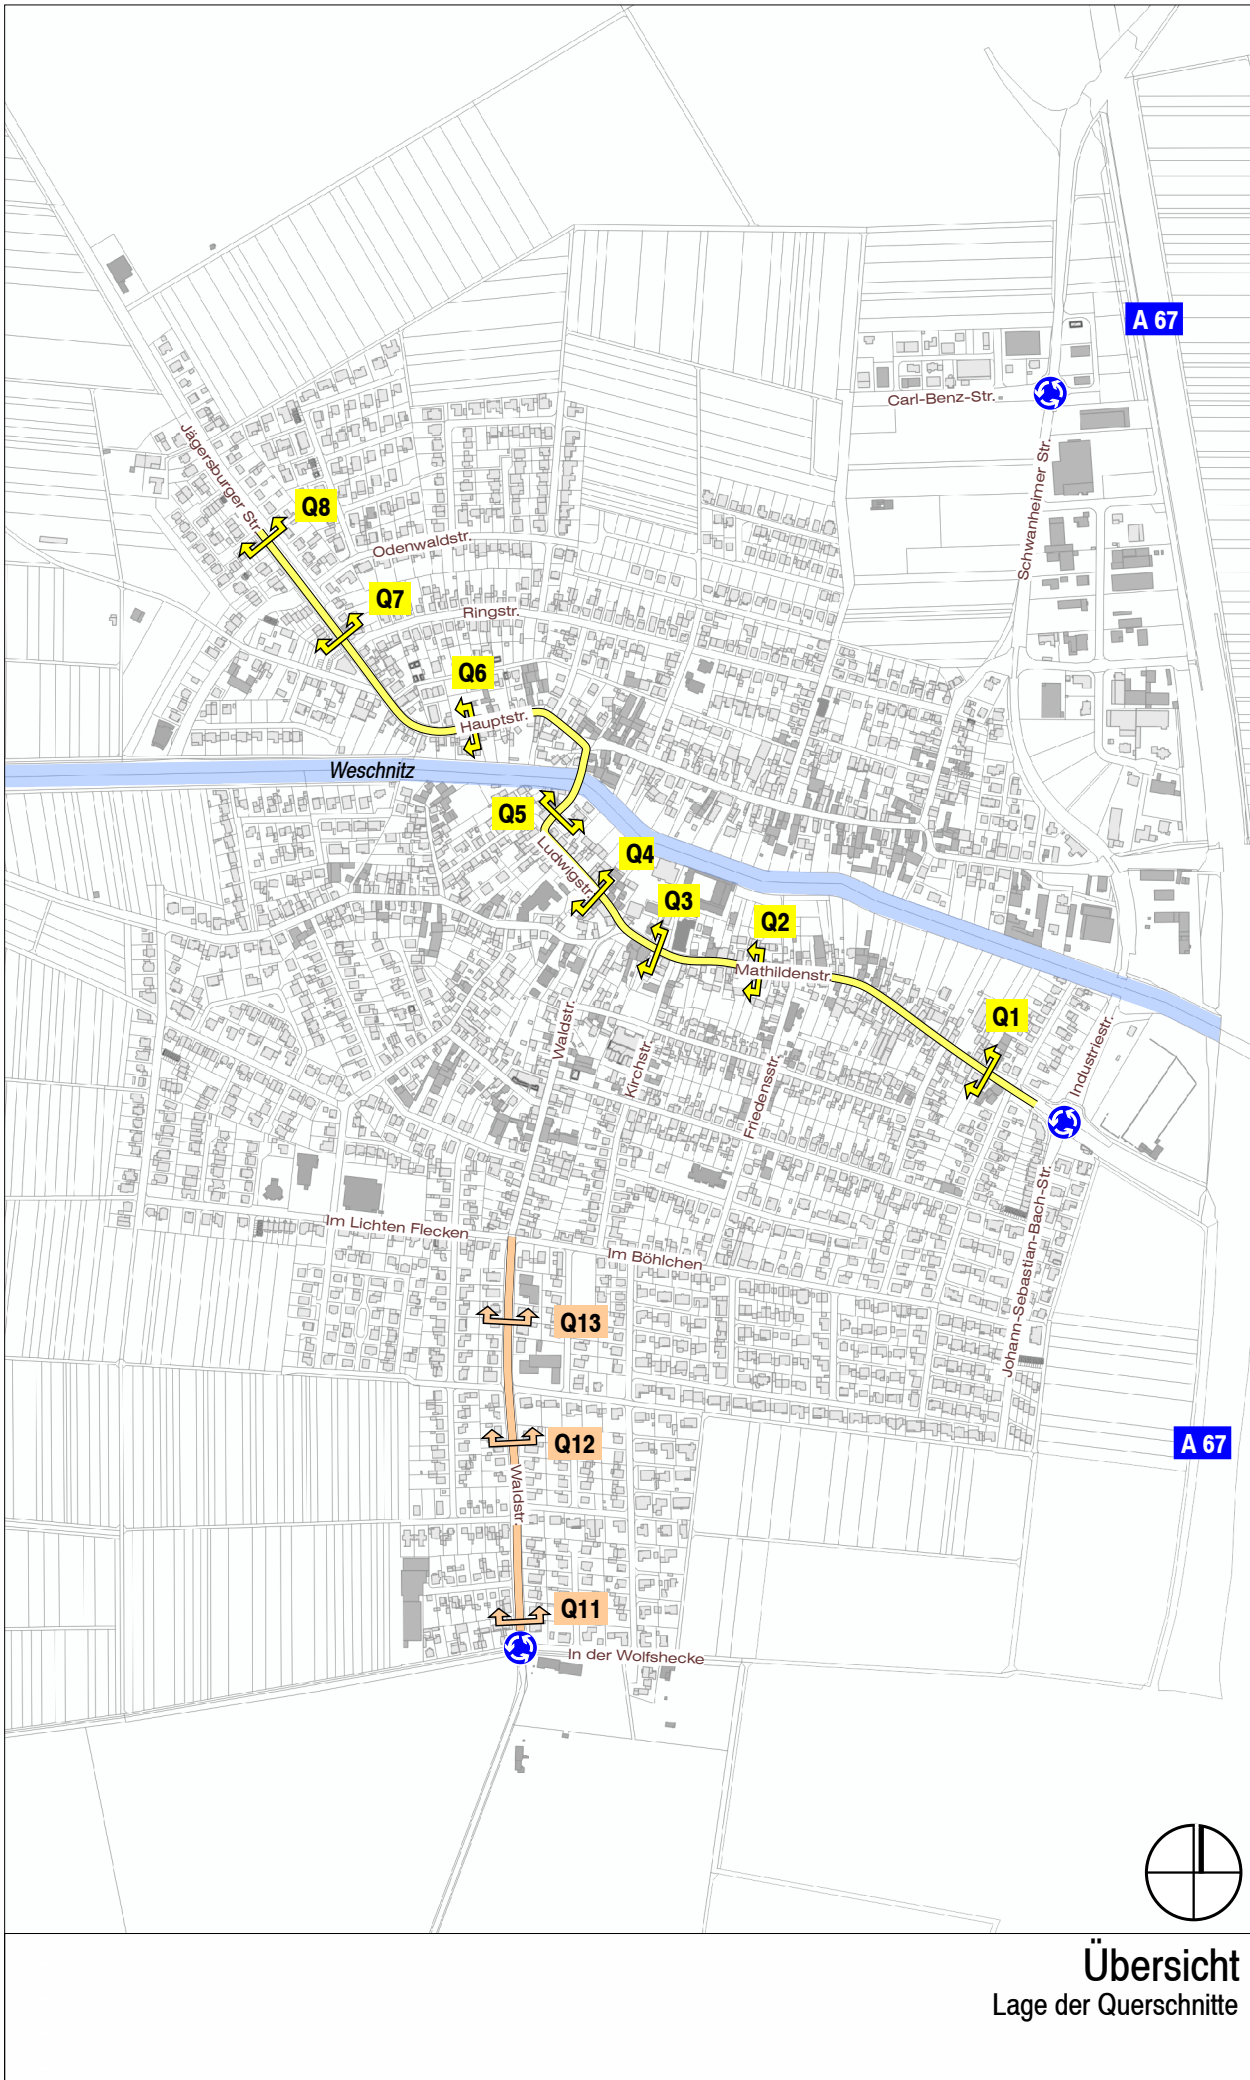 A 67
Carl-Benz-Str.
Jägersburger Str.
Schwanheimer Str.
Q8
Odenwaldstr.
Q7
Ringstr.
Q6
Hauptstr.
Weschnitz
Q5
Ludwigstr.
Q4
Q3
Q2
Mathildenstr.
Q1
Waldstr.
Kirchstr.
Friedensstr.
Industriestr.
Johann-Sebastian-Bach-Str.
Im Lichten Flecken
Im Böhlchen
Q13
Q12
A 67
Waldstr.
Q11
In der Wolfshecke
Übersicht
Lage der Querschnitte